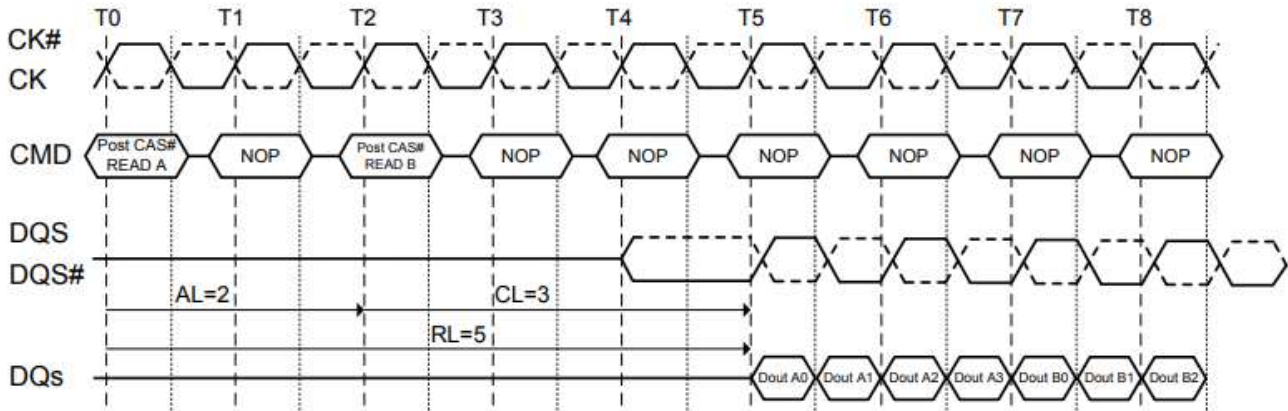 T0 T1 T2 T3 T4 T5 T6 T7 T8
CK#
CK
CMD
Post CAS#
READ A
NOP
Post CAS#
READ B
NOP
NOP
NOP
NOP
NOP
NOP
DQS
DQS#
AL=2
CL=3
RL=5
DQs
Dout A0 Dout A1 Dout A2 Dout A3 Dout B0 Dout B1 Dout B2